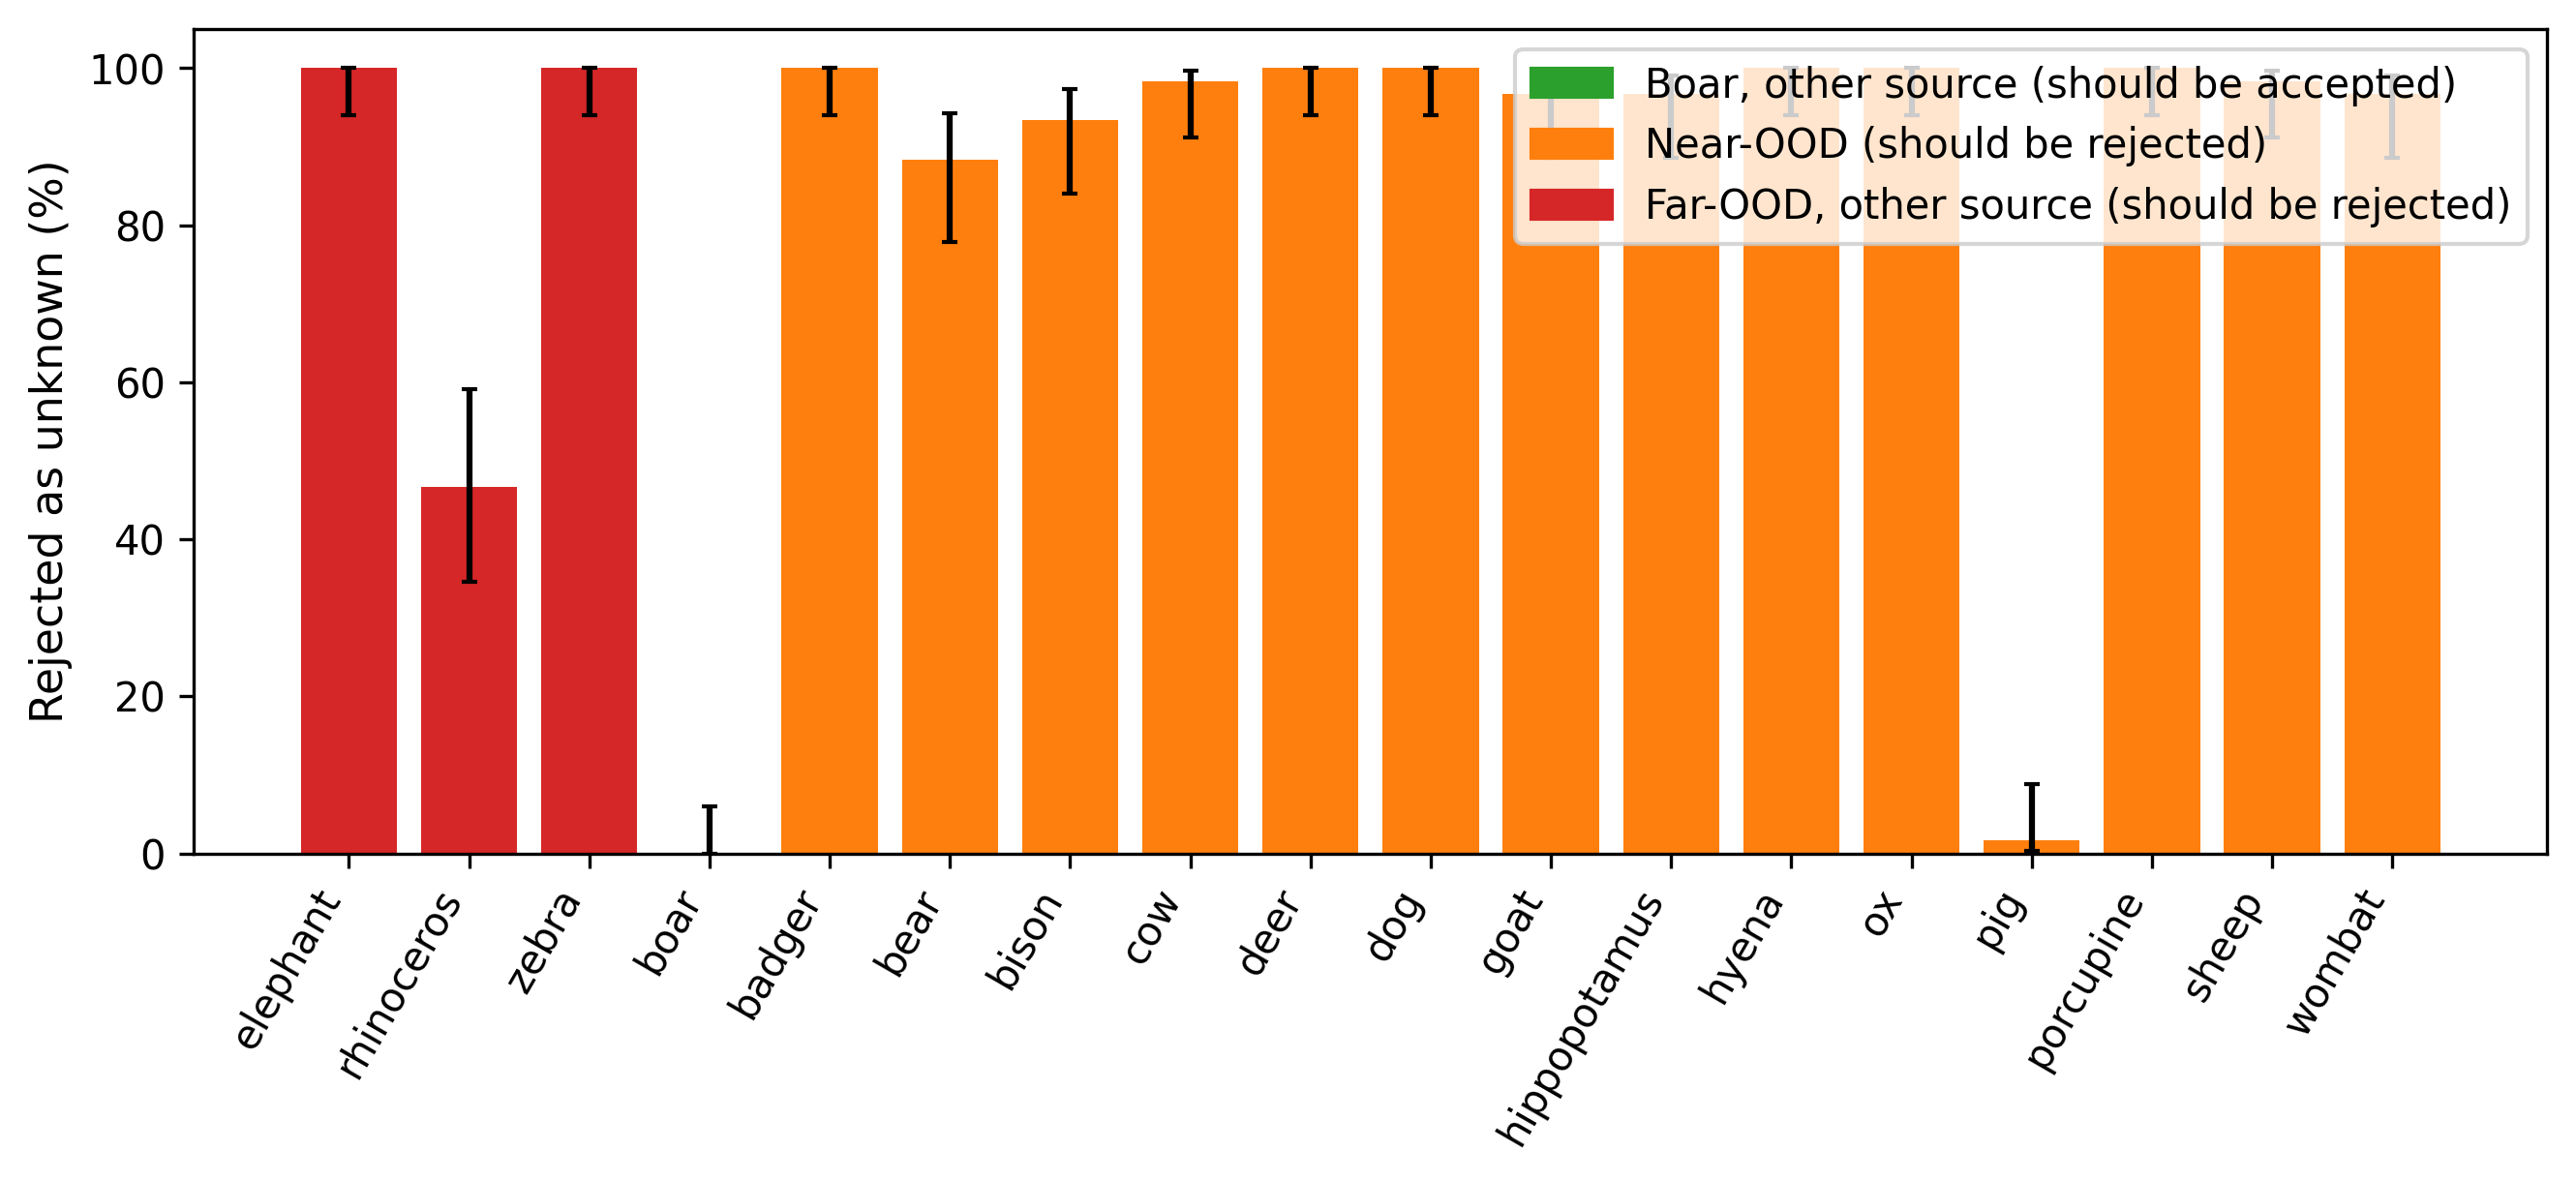 Rejected as unknown (%)
100
80
60
40
20
0
Boar, other source (should be accepted)
Near-OOD (should be rejected)
Far-OOD, other source (should be rejected)
elephant
rhinoceros
zebra
boar
badger
bear
bison
cow
deer
dog
goat
hippopotamus
hyena
ox
pig
porcupine
sheep
wombat